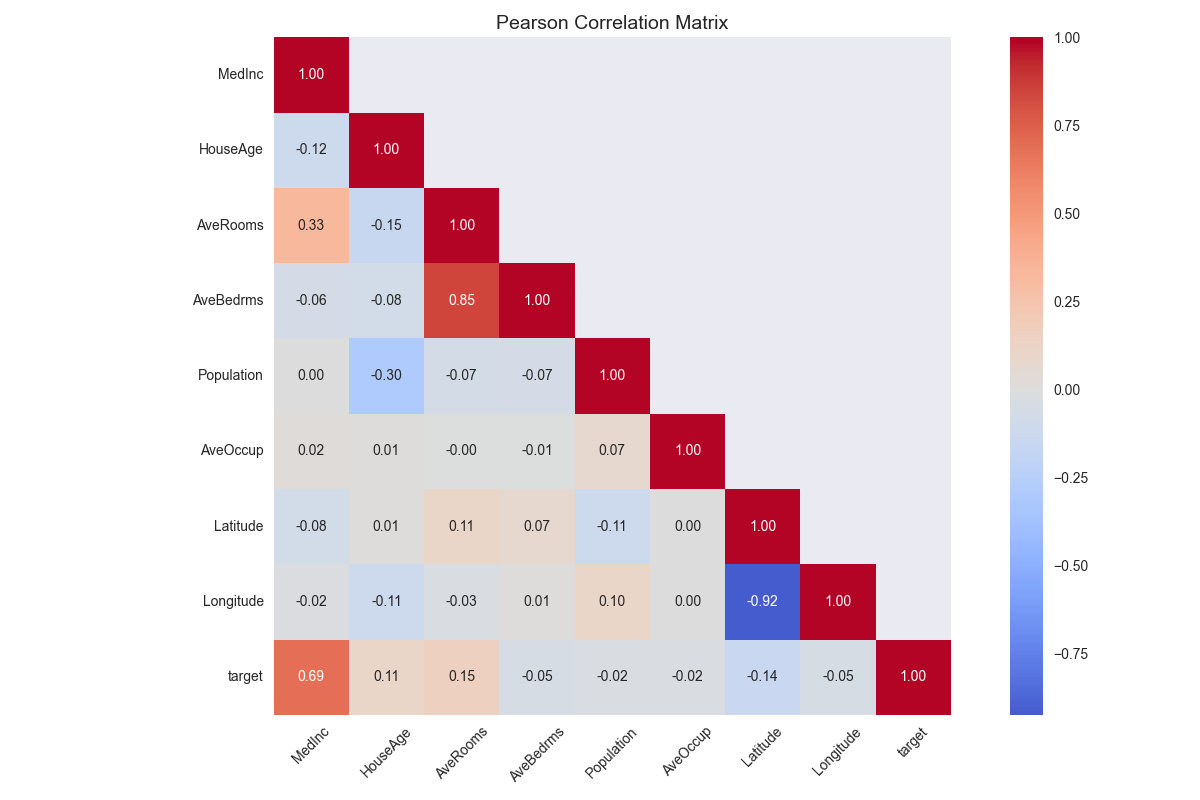 Pearson Correlation Matrix
MedInc 1.00
HouseAge -0.12 1.00
AveRooms 0.33 -0.15 1.00
AveBedrms -0.06 -0.08 0.85 1.00
Population 0.00 -0.30 -0.07 -0.07 1.00
AveOccup 0.02 0.01 -0.00 -0.01 0.07 1.00
Latitude -0.08 0.01 0.11 0.07 -0.11 0.00 1.00
Longitude -0.02 -0.11 -0.03 0.01 0.10 0.00 -0.92 1.00
target 0.69 0.11 0.15 -0.05 -0.02 -0.02 -0.14 -0.05 1.00
MedInc HouseAge AveRooms AveBedrms Population AveOccup Latitude Longitude target
1.00
0.75
0.50
0.25
0.00
−0.25
−0.50
−0.75